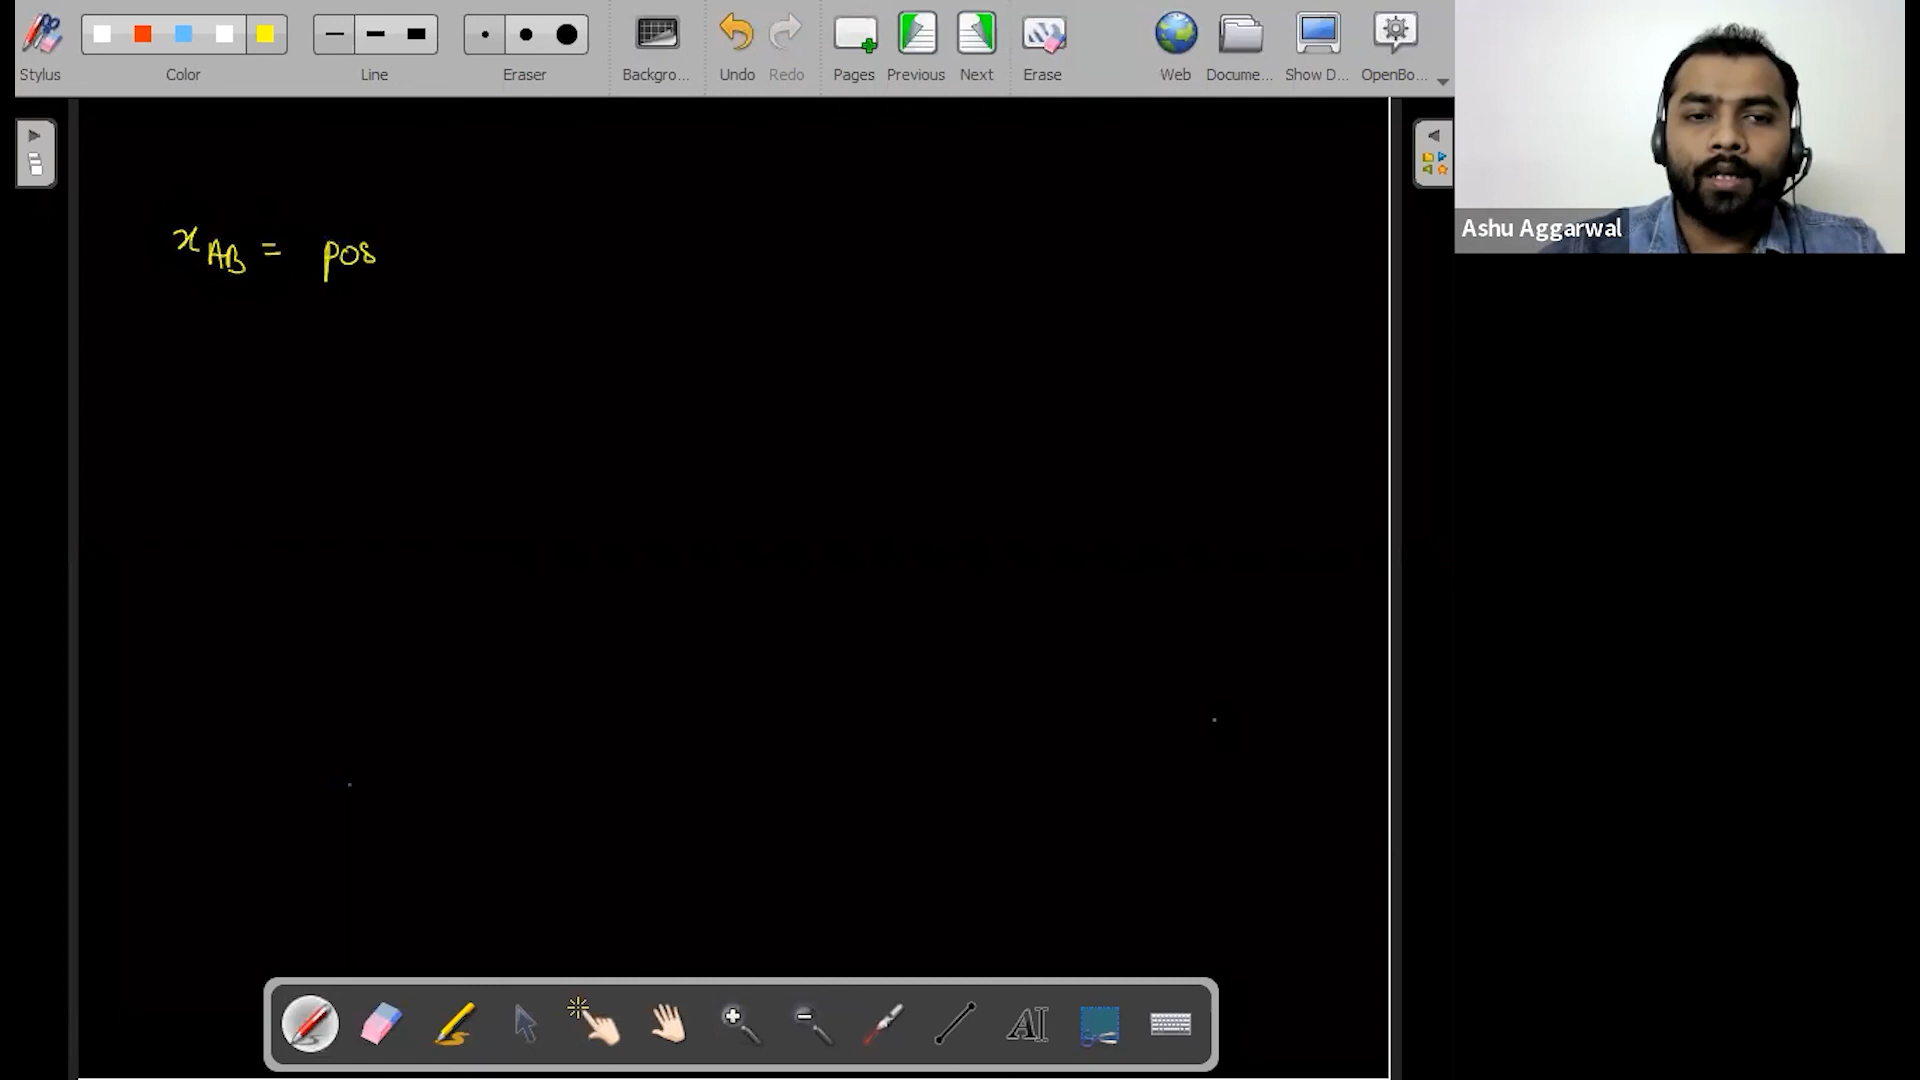 Stylus Color Line Eraser Backgro... Undo Redo Pages Previous Next Erase Web Docume... Show D... OpenBo...
Ashu Aggarwal
x_AB = pos